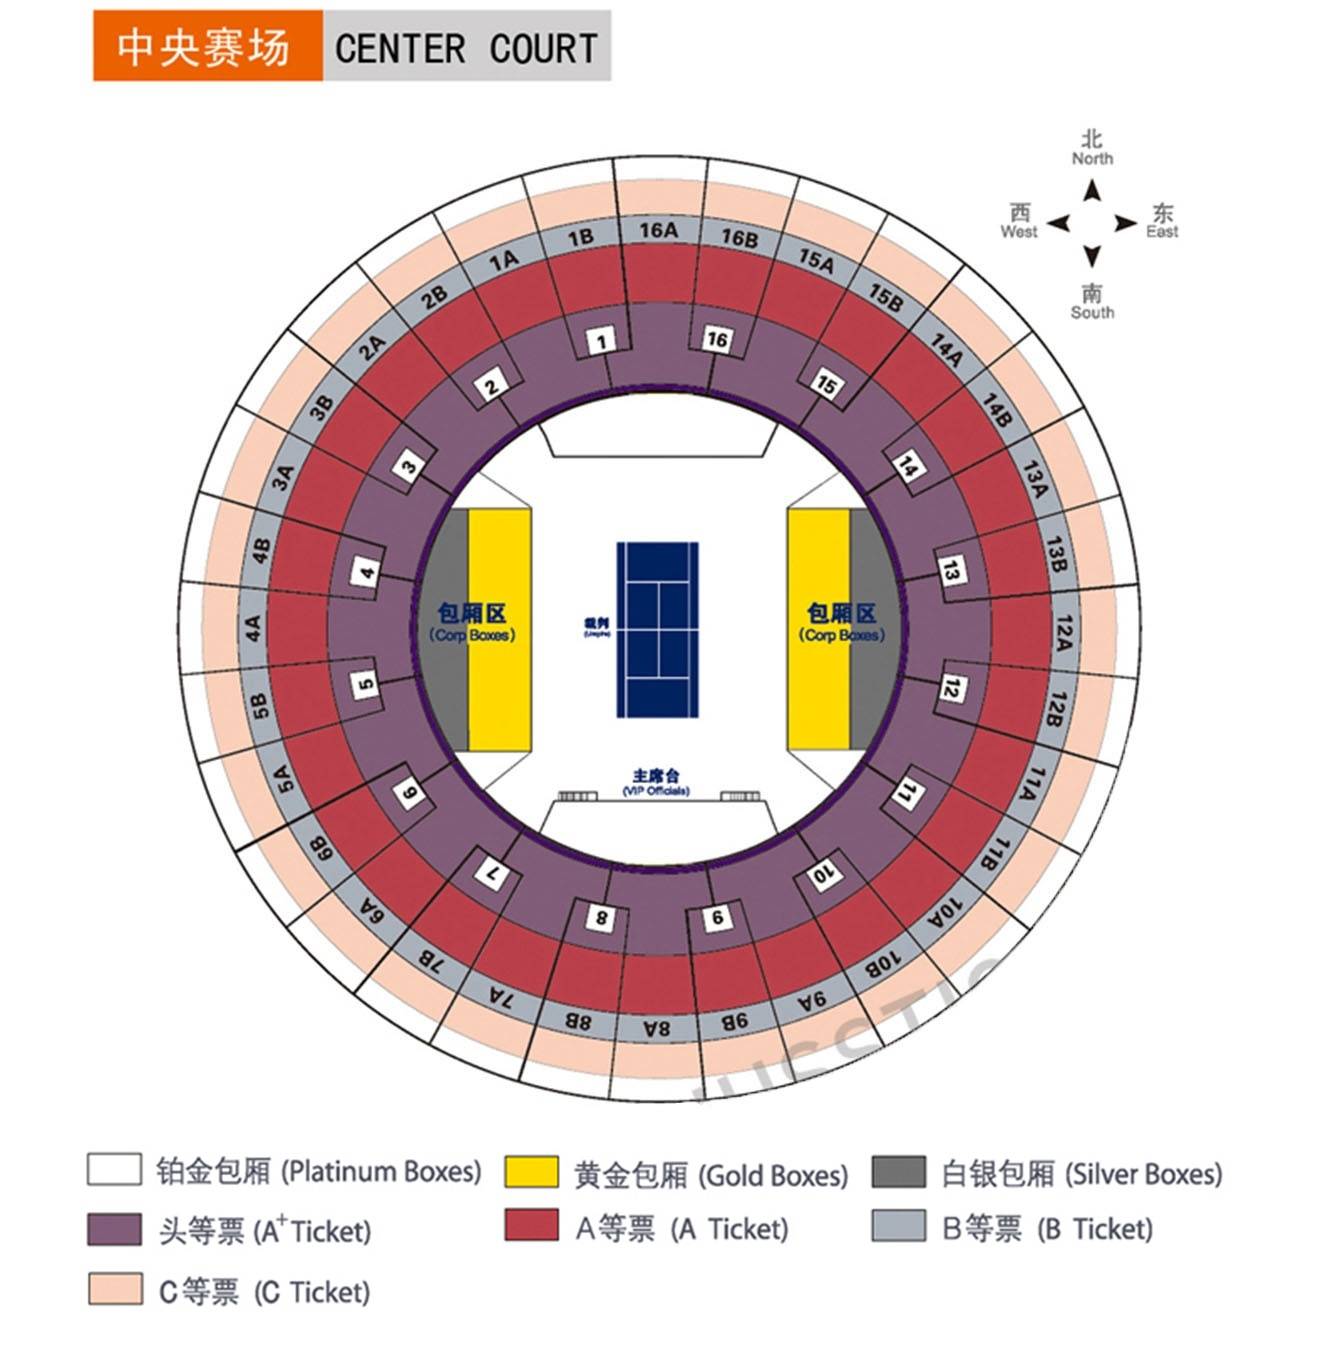 中央赛场 CENTER COURT
北
North
西
West
东
East
南
South
16A
16B
15A
15B
14A
14B
13A
13B
12A
12B
11A
11B
10A
10B
9A
9B
8A
8B
7A
7B
6A
6B
5A
5B
4A
4B
3A
3B
2A
2B
1A
1B
1
16
15
14
13
12
11
10
9
8
7
6
5
4
3
2
包厢区
(Corp Boxes)
裁判
(Umpire)
包厢区
(Corp Boxes)
主席台
(VIP Officials)
铂金包厢 (Platinum Boxes)
黄金包厢 (Gold Boxes)
白银包厢 (Silver Boxes)
头等票 (A⁺ Ticket)
A等票 (A Ticket)
B等票 (B Ticket)
C等票 (C Ticket)